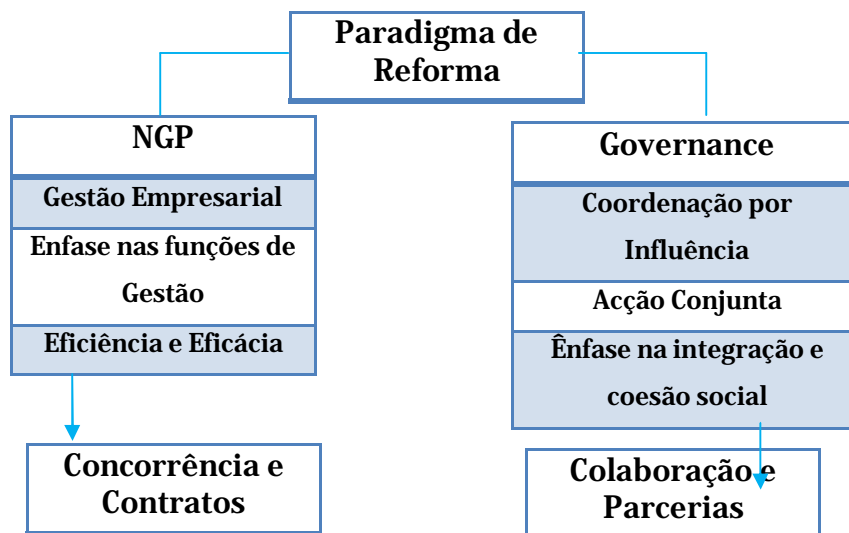 Paradigma de
Reforma
NGP
Gestão Empresarial
Enfase nas funções de
Gestão
Eficiência e Eficácia
Concorrência e
Contratos
Governance
Coordenação por
Influência
Acção Conjunta
Ênfase na integração e
coesão social
Colaboração e
Parcerias